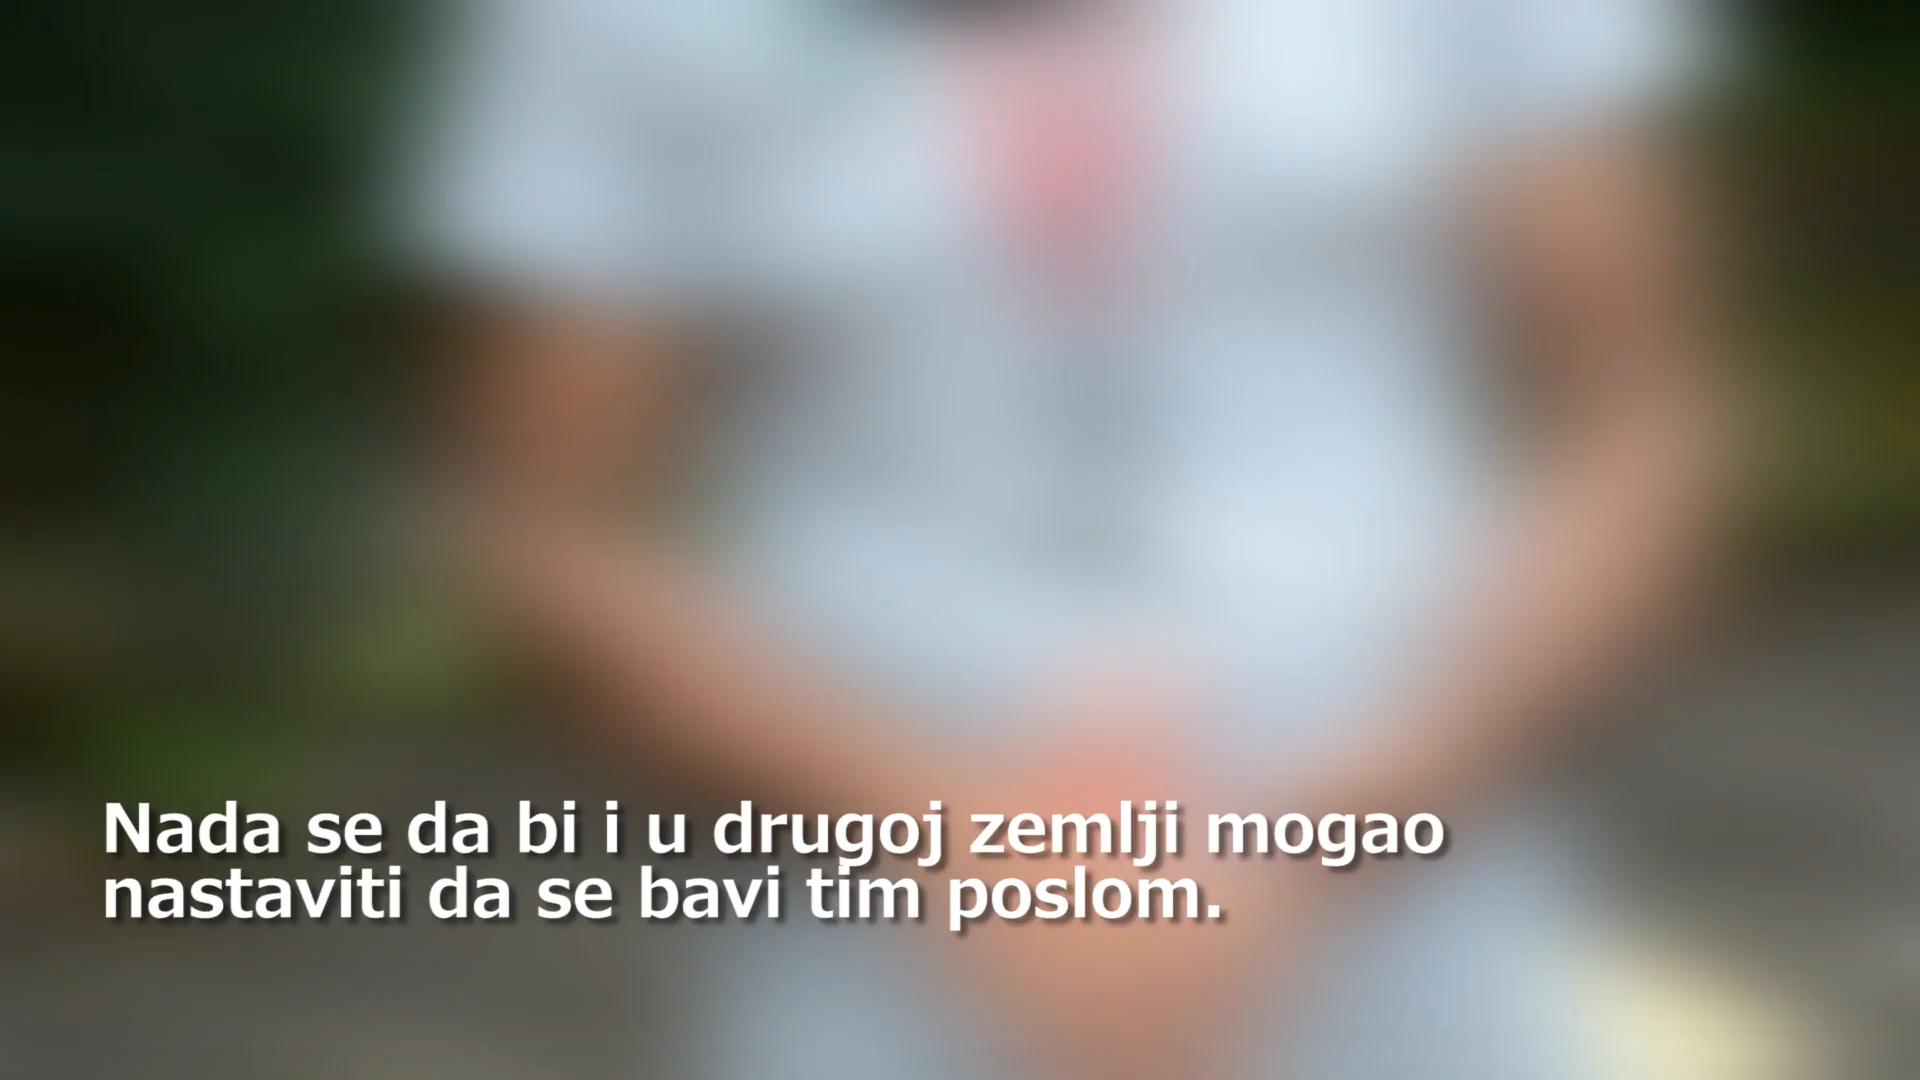 Nada se da bi i u drugoj zemlji mogao
nastaviti da se bavi tim poslom.